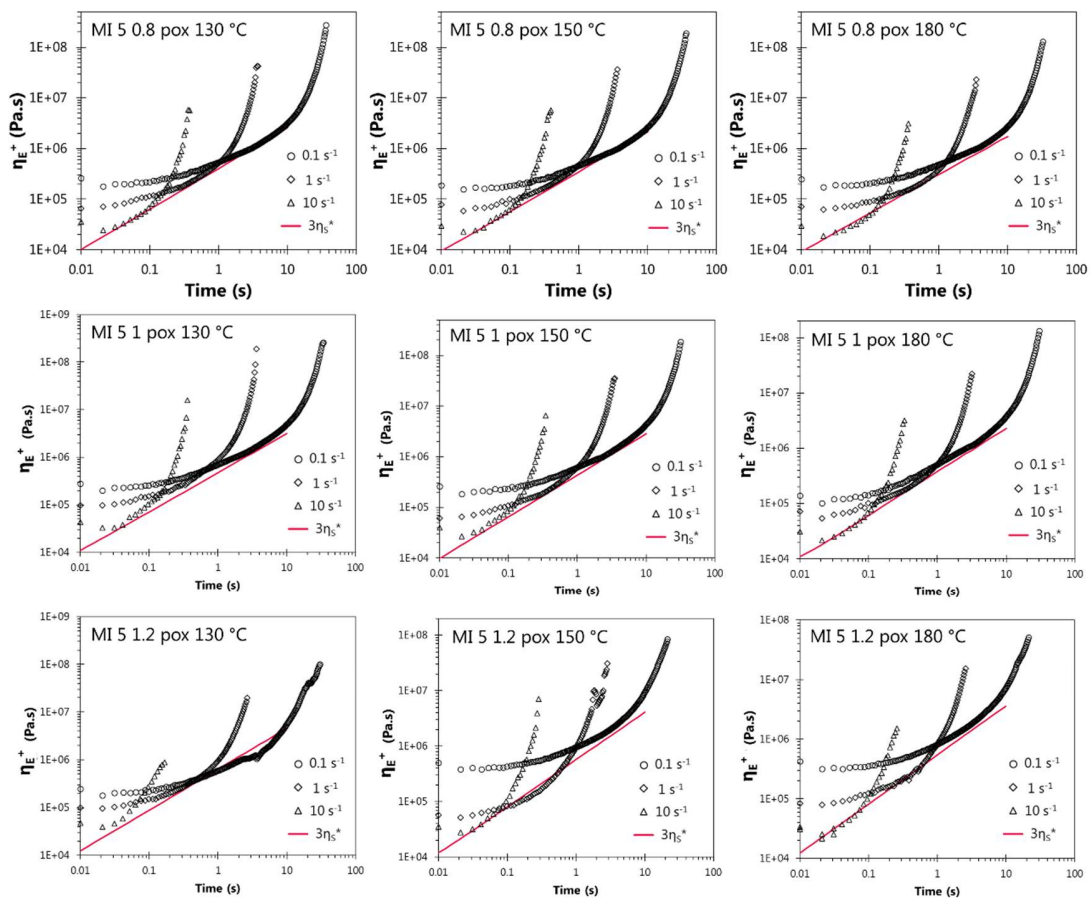 MI 5 0.8 pox 130 °C
ηE+ (Pa.s)
1E+08
1E+07
1E+06
1E+05
1E+04
0.01 0.1 1 10 100
Time (s)
○ 0.1 s-1
◇ 1 s-1
△ 10 s-1
3ηS*
MI 5 0.8 pox 150 °C
ηE+ (Pa.s)
1E+08
1E+07
1E+06
1E+05
1E+04
0.01 0.1 1 10 100
Time (s)
○ 0.1 s-1
◇ 1 s-1
△ 10 s-1
3ηS*
MI 5 0.8 pox 180 °C
ηE+ (Pa.s)
1E+08
1E+07
1E+06
1E+05
1E+04
0.01 0.1 1 10 100
Time (s)
○ 0.1 s-1
◇ 1 s-1
△ 10 s-1
3ηS*
MI 5 1 pox 130 °C
ηE+ (Pa.s)
1E+09
1E+08
1E+07
1E+06
1E+05
1E+04
0.01 0.1 1 10 100
Time (s)
○ 0.1 s-1
◇ 1 s-1
△ 10 s-1
3ηS*
MI 5 1 pox 150 °C
ηE+ (Pa.s)
1E+08
1E+07
1E+06
1E+05
1E+04
0.01 0.1 1 10 100
Time (s)
○ 0.1 s-1
◇ 1 s-1
△ 10 s-1
3ηS*
MI 5 1 pox 180 °C
ηE+ (Pa.s)
1E+08
1E+07
1E+06
1E+05
1E+04
0.01 0.1 1 10 100
Time (s)
○ 0.1 s-1
◇ 1 s-1
△ 10 s-1
3ηS*
MI 5 1.2 pox 130 °C
ηE+ (Pa.s)
1E+09
1E+08
1E+07
1E+06
1E+05
1E+04
0.01 0.1 1 10 100
Time (s)
○ 0.1 s-1
◇ 1 s-1
△ 10 s-1
3ηS*
MI 5 1.2 pox 150 °C
ηE+ (Pa.s)
1E+08
1E+07
1E+06
1E+05
1E+04
0.01 0.1 1 10 100
Time (s)
○ 0.1 s-1
◇ 1 s-1
△ 10 s-1
3ηS*
MI 5 1.2 pox 180 °C
ηE+ (Pa.s)
1E+08
1E+07
1E+06
1E+05
1E+04
0.01 0.1 1 10 100
Time (s)
○ 0.1 s-1
◇ 1 s-1
△ 10 s-1
3ηS*